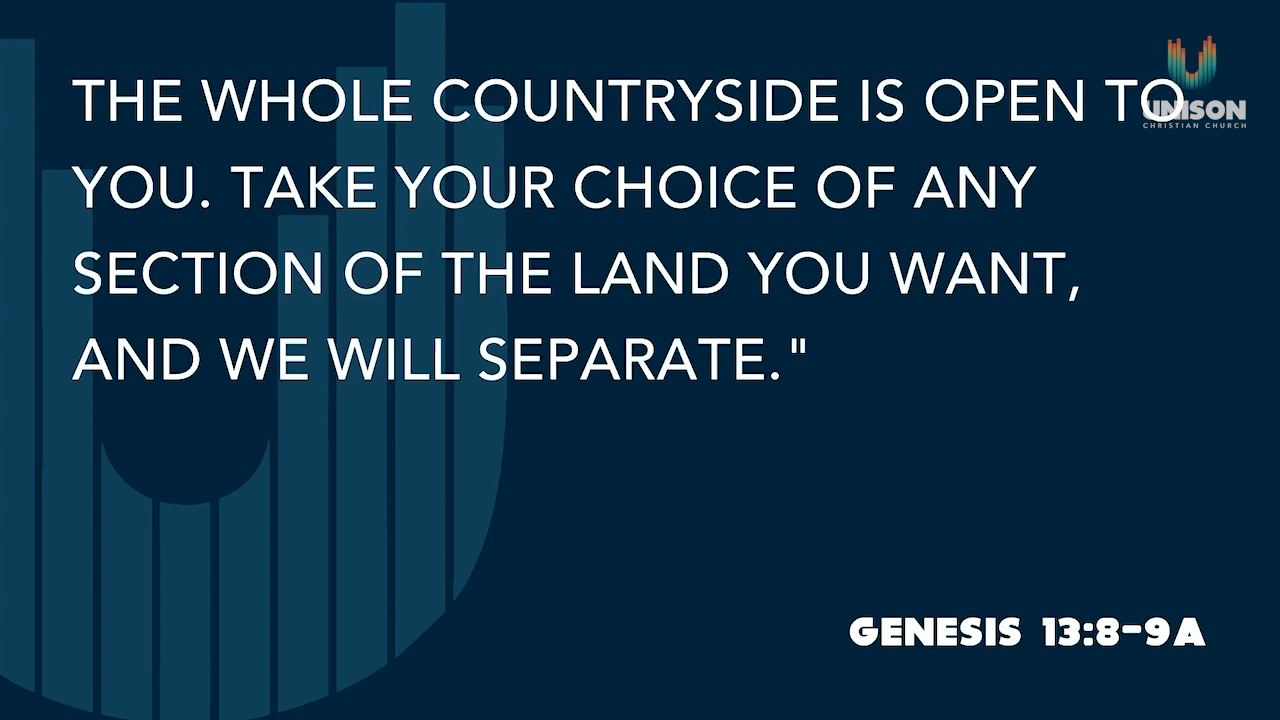 THE WHOLE COUNTRYSIDE IS OPEN TO
YOU. TAKE YOUR CHOICE OF ANY
SECTION OF THE LAND YOU WANT,
AND WE WILL SEPARATE."
UNISON
CHRISTIAN CHURCH
GENESIS 13:8-9A